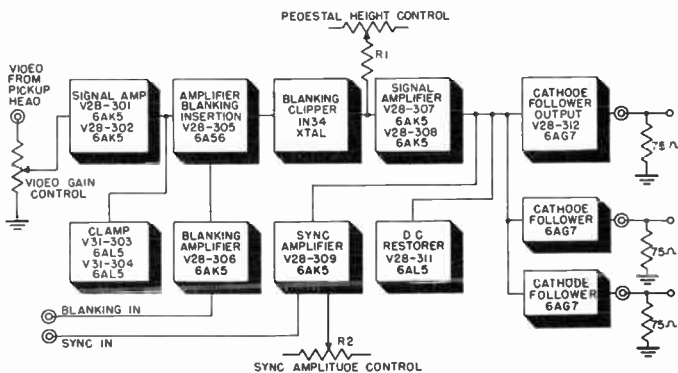 PEDESTAL HEIGHT CONTROL
R1
VIDEO
FROM
PICKUP
HEAD
VIDEO GAIN
CONTROL
SIGNAL AMP
V28-301
6AK5
V28-302
6AK5
AMPLIFIER
BLANKING
INSERTION
V28-305
6AS6
BLANKING
CLIPPER
IN34
XTAL
SIGNAL
AMPLIFIER
V28-307
6AK5
V28-308
6AK5
CATHODE
FOLLOWER
OUTPUT
V28-312
6AG7
75Ω
CLAMP
V31-303
6AL5
V31-304
6AL5
BLANKING
AMPLIFIER
V28-306
6AK5
SYNC
AMPLIFIER
V28-309
6AK5
DC
RESTORER
V28-311
6AL5
CATHODE
FOLLOWER
6AG7
75Ω
CATHODE
FOLLOWER
6AG7
75Ω
BLANKING IN
SYNC IN
R2
SYNC AMPLITUDE CONTROL